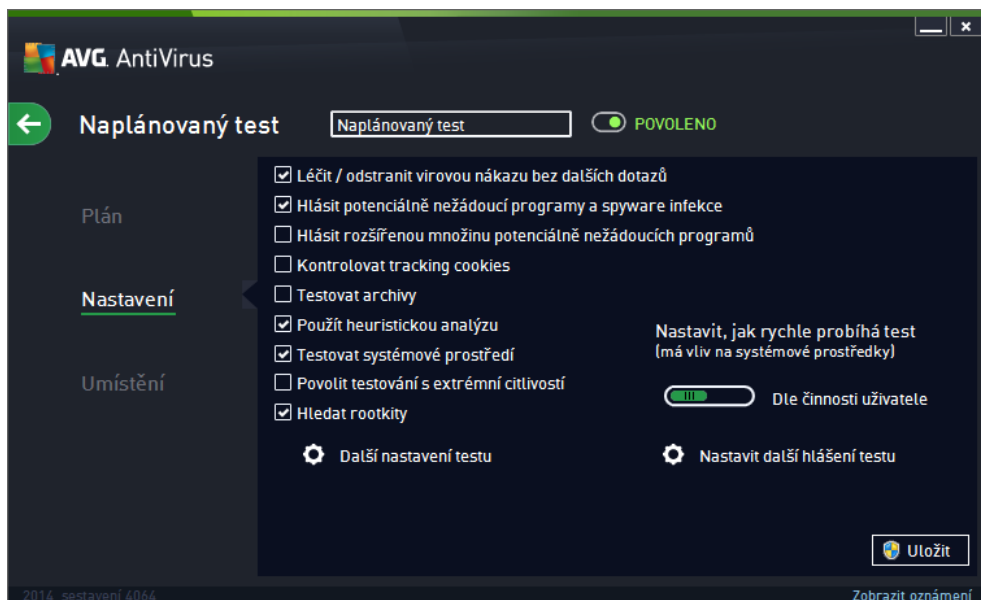 AVG. AntiVirus
Naplánovaný test
Naplánovaný test
POVOLENO
Plán
Nastavení
Umístění
Léčit / odstranit virovou nákazu bez dalších dotazů
Hlásit potenciálně nežádoucí programy a spyware infekce
Hlásit rozšířenou množinu potenciálně nežádoucích programů
Kontrolovat tracking cookies
Testovat archivy
Použít heuristickou analýzu
Testovat systémové prostředí
Povolit testování s extrémní citlivostí
Hledat rootkity
Další nastavení testu
Nastavit, jak rychle probíhá test
(má vliv na systémové prostředky)
Dle činnosti uživatele
Nastavit další hlášení testu
Uložit
2014 sestavení 4064
Zobrazit oznámení